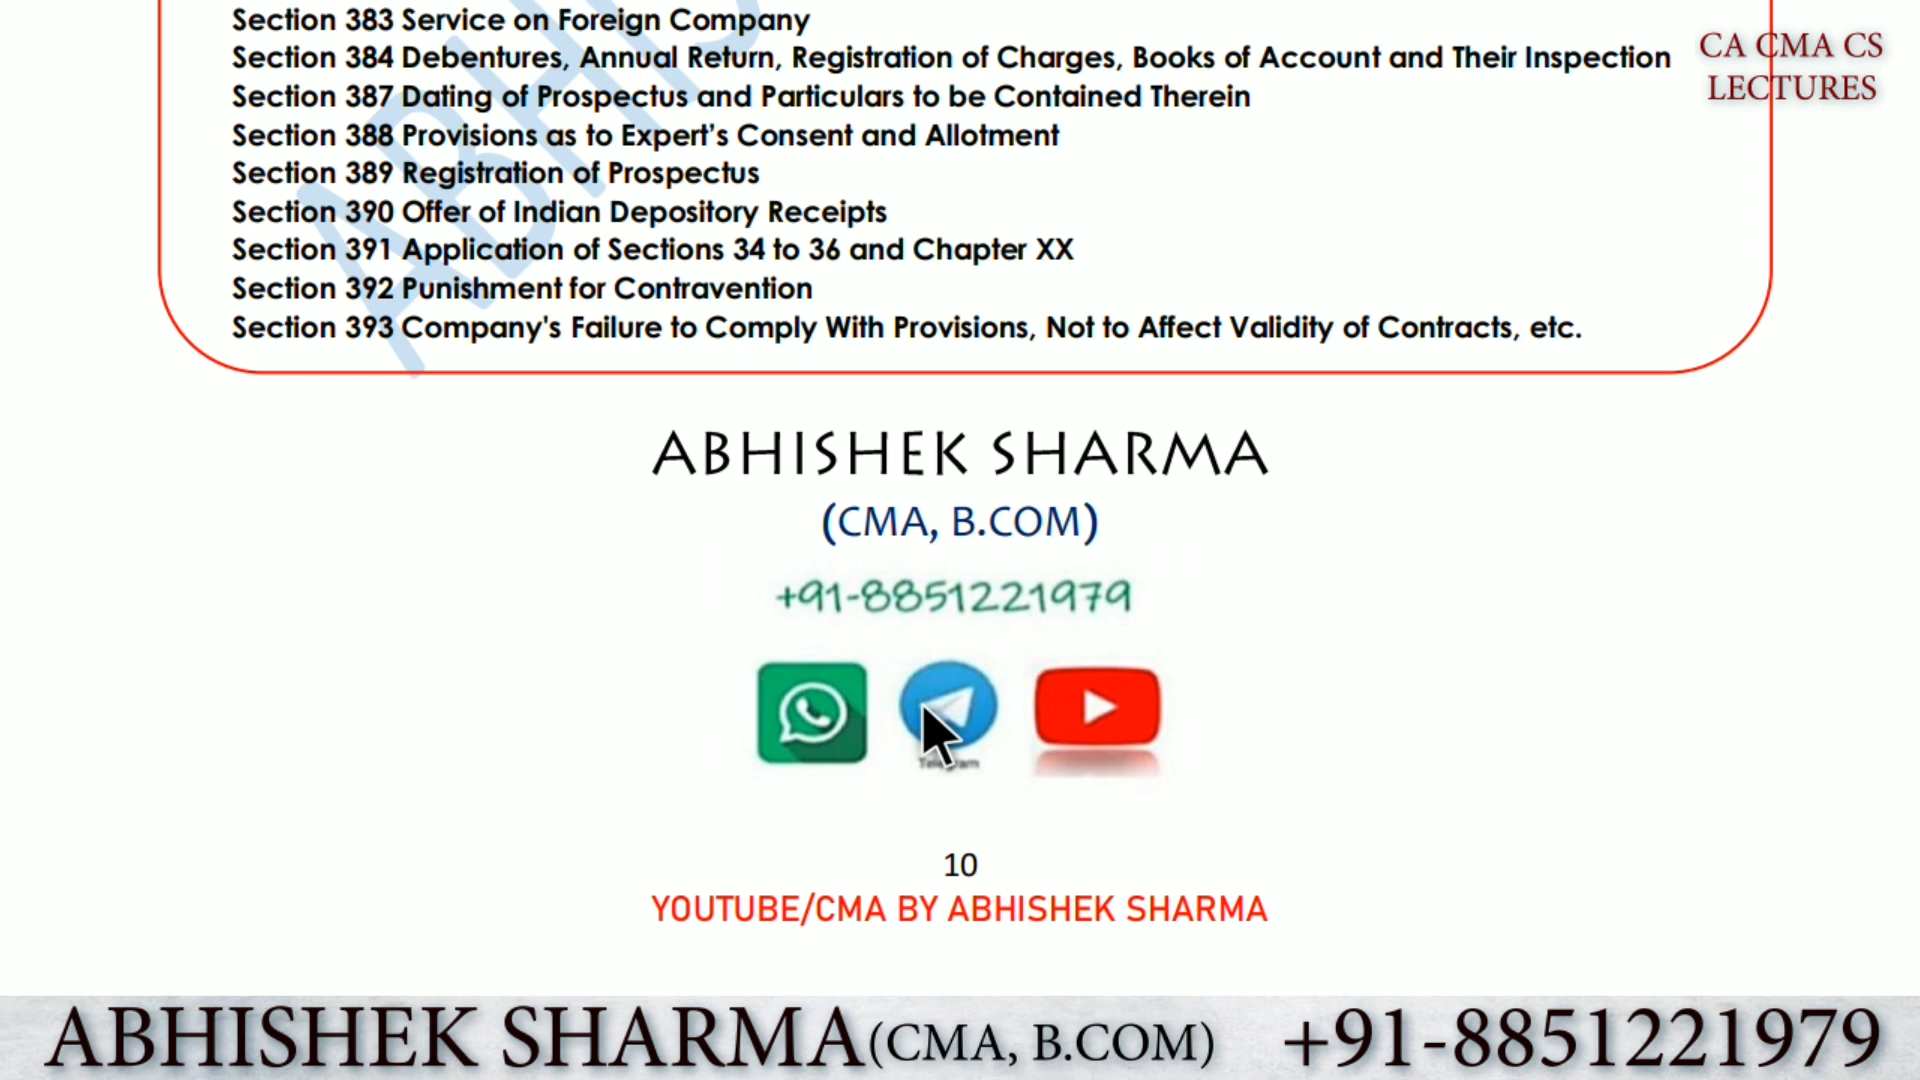 Section 383 Service on Foreign Company
Section 384 Debentures, Annual Return, Registration of Charges, Books of Account and Their Inspection
Section 387 Dating of Prospectus and Particulars to be Contained Therein
Section 388 Provisions as to Expert's Consent and Allotment
Section 389 Registration of Prospectus
Section 390 Offer of Indian Depository Receipts
Section 391 Application of Sections 34 to 36 and Chapter XX
Section 392 Punishment for Contravention
Section 393 Company's Failure to Comply With Provisions, Not to Affect Validity of Contracts, etc.
CA CMA CS
LECTURES
ABHISHEK SHARMA
(CMA, B.COM)
+91-8851221979
10
YOUTUBE/CMA BY ABHISHEK SHARMA
ABHISHEK SHARMA(CMA, B.COM) +91-8851221979